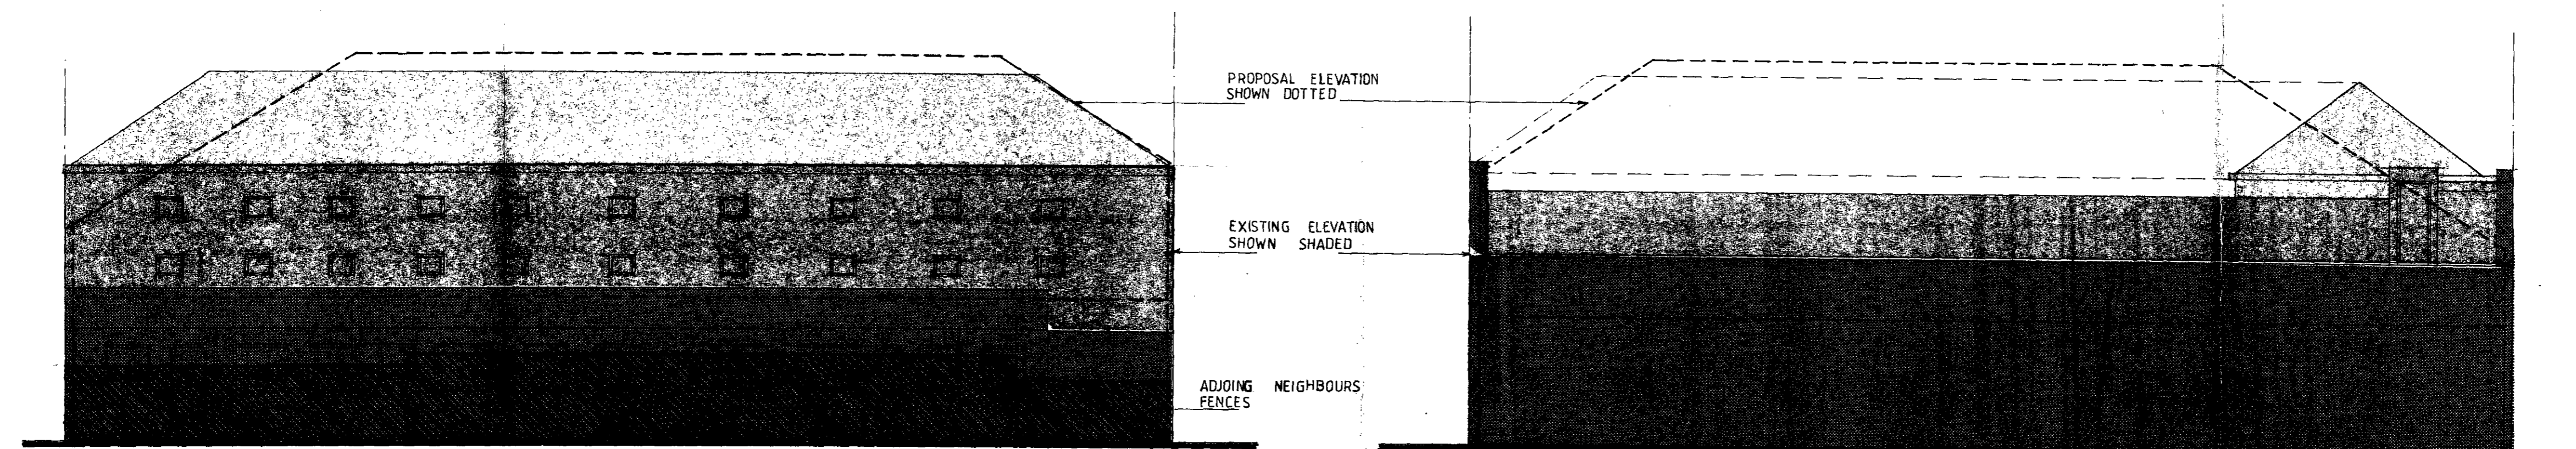 PROPOSAL ELEVATION
SHOWN DOTTED
EXISTING ELEVATION
SHOWN SHADED
ADJOING NEIGHBOURS
FENCES